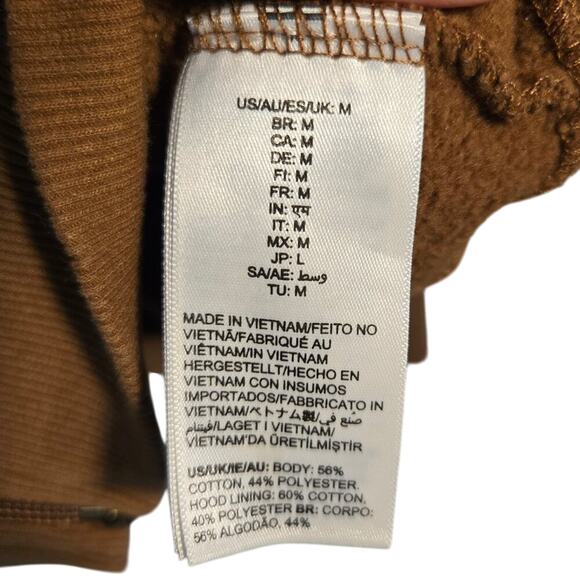 US/AU/ES/UK: M
BR: M
CA: M
DE: M
FI: M
FR: M
IN: एम
IT: M
MX: M
JP: L
SA/AE: وسط
TU: M
MADE IN VIETNAM/FEITO NO
VIETNÃ/FABRIQUÉ AU
VIÊTNAM/IN VIETNAM
HERGESTELLT/HECHO EN
VIETNAM CON INSUMOS
IMPORTADOS/FABBRICATO IN
VIETNAM/ベトナム製/صنع في
فيتنام/LAGET I VIETNAM/
VIETNAM'DA ÜRETİLMİŞTİR
US/UK/IE/AU: BODY: 56%
COTTON, 44% POLYESTER.
HOOD LINING: 60% COTTON,
40% POLYESTER BR: CORPO:
56% ALGODÃO, 44%